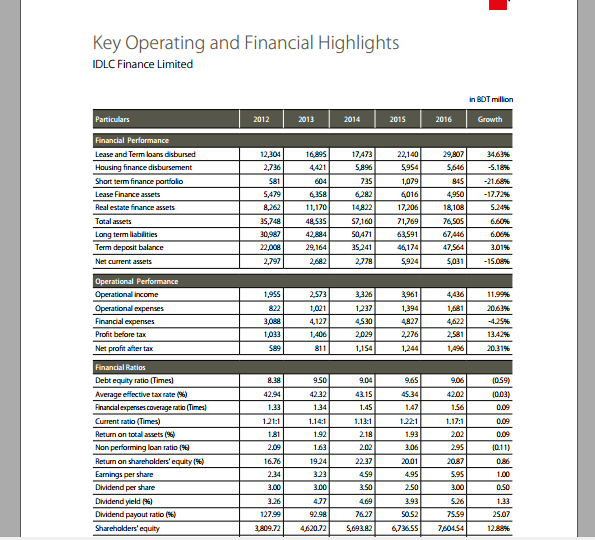 Key Operating and Financial Highlights
IDLC Finance Limited
in BDT million
Particulars 2012 2013 2014 2015 2016 Growth
Financial Performance
Lease and Term loans disbursed 12,304 16,895 17,473 22,140 29,807 34.63%
Housing finance disbursement 2,736 4,421 5,896 5,954 5,646 -5.18%
Short term finance portfolio 581 604 735 1,079 845 -21.68%
Lease Finance assets 5,479 6,358 6,282 6,016 4,950 -17.72%
Real estate finance assets 8,262 11,170 14,822 17,206 18,108 5.24%
Total assets 35,748 48,535 57,160 71,769 76,505 6.60%
Long term liabilities 30,987 42,884 50,471 63,591 67,446 6.06%
Term deposit balance 22,008 29,164 35,241 46,174 47,564 3.01%
Net current assets 2,797 2,682 2,778 5,924 5,031 -15.08%
Operational Performance
Operational income 1,955 2,573 3,326 3,961 4,436 11.99%
Operational expenses 822 1,021 1,237 1,394 1,681 20.63%
Financial expenses 3,088 4,127 4,530 4,827 4,622 -4.25%
Profit before tax 1,033 1,406 2,029 2,276 2,581 13.42%
Net profit after tax 589 811 1,154 1,244 1,496 20.31%
Financial Ratios
Debt equity ratio (Times) 8.38 9.50 9.04 9.65 9.06 (0.59)
Average effective tax rate (%) 42.94 42.32 43.15 45.34 42.02 (0.03)
Financial expenses coverage ratio (Times) 1.33 1.34 1.45 1.47 1.56 0.09
Current ratio (Times) 1.21:1 1.14:1 1.13:1 1.22:1 1.17:1 0.09
Return on total assets (%) 1.81 1.92 2.18 1.93 2.02 0.09
Non performing loan ratio (%) 2.09 1.63 2.02 3.06 2.95 (0.11)
Return on shareholders' equity (%) 16.76 19.24 22.37 20.01 20.87 0.86
Earnings per share 2.34 3.23 4.59 4.95 5.95 1.00
Dividend per share 3.00 3.00 3.50 2.50 3.00 0.50
Dividend yield (%) 3.26 4.77 4.69 3.93 5.26 1.33
Dividend payout ratio (%) 127.99 92.98 76.27 50.52 75.59 25.07
Shareholders' equity 3,809.72 4,620.72 5,693.82 6,736.55 7,604.54 12.88%